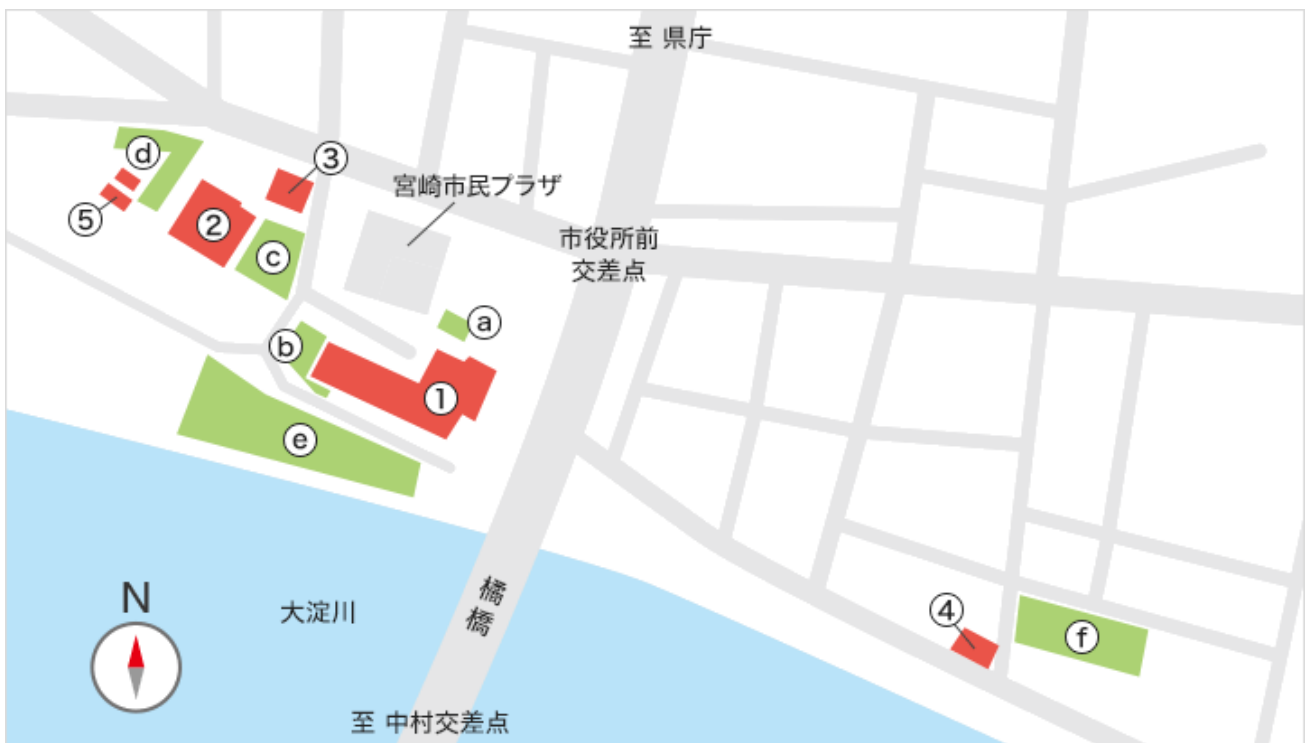 至 県庁
ⓓ
③
宮崎市民プラザ
⑤
②
市役所前
交差点
ⓒ
ⓐ
ⓑ
①
ⓔ
橘橋
N
大淀川
④
ⓕ
至 中村交差点